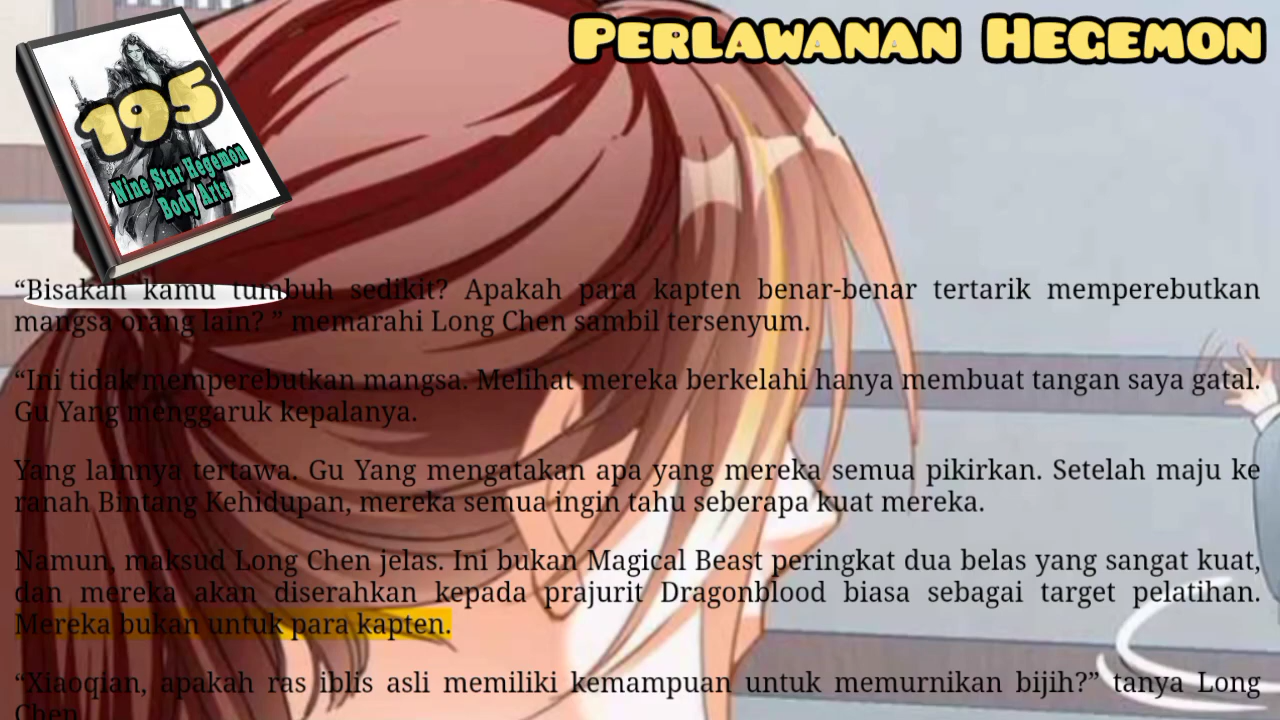 PERLAWANAN HEGEMON
195
Nine Star Hegemon
Body Arts
“Bisakah kamu tumbuh sedikit? Apakah para kapten benar-benar tertarik memperebutkan
mangsa orang lain? ” memarahi Long Chen sambil tersenyum.
“Ini tidak memperebutkan mangsa. Melihat mereka berkelahi hanya membuat tangan saya gatal.
Gu Yang menggaruk kepalanya.
Yang lainnya tertawa. Gu Yang mengatakan apa yang mereka semua pikirkan. Setelah maju ke
ranah Bintang Kehidupan, mereka semua ingin tahu seberapa kuat mereka.
Namun, maksud Long Chen jelas. Ini bukan Magical Beast peringkat dua belas yang sangat kuat,
dan mereka akan diserahkan kepada prajurit Dragonblood biasa sebagai target pelatihan.
Mereka bukan untuk para kapten.
“Xiaoqian, apakah ras iblis asli memiliki kemampuan untuk memurnikan bijih?” tanya Long
Chen.